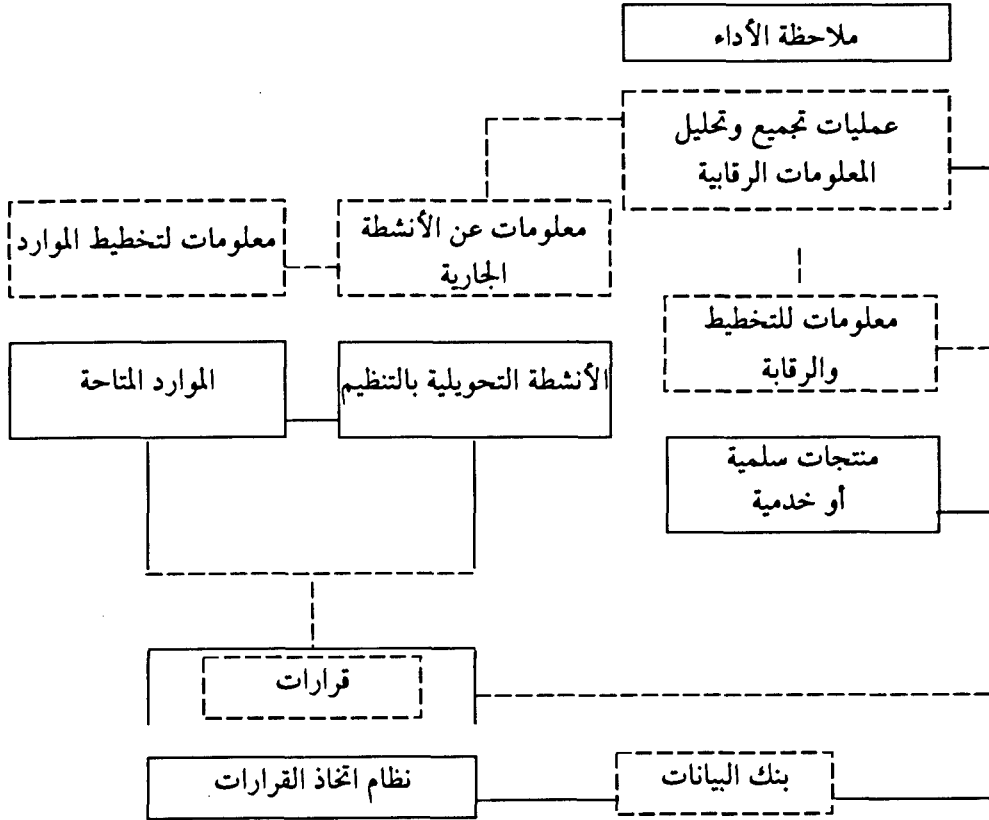 ملاحظة الأداء
عمليات تجميع وتحليل
المعلومات الرقابية
معلومات عن الأنشطة
الجارية
معلومات لتخطيط الموارد
معلومات للتخطيط
والرقابة
الأنشطة التحويلية بالتنظيم
الموارد المتاحة
منتجات سلمية
أو خدمية
قرارات
بنك البيانات
نظام اتخاذ القرارات